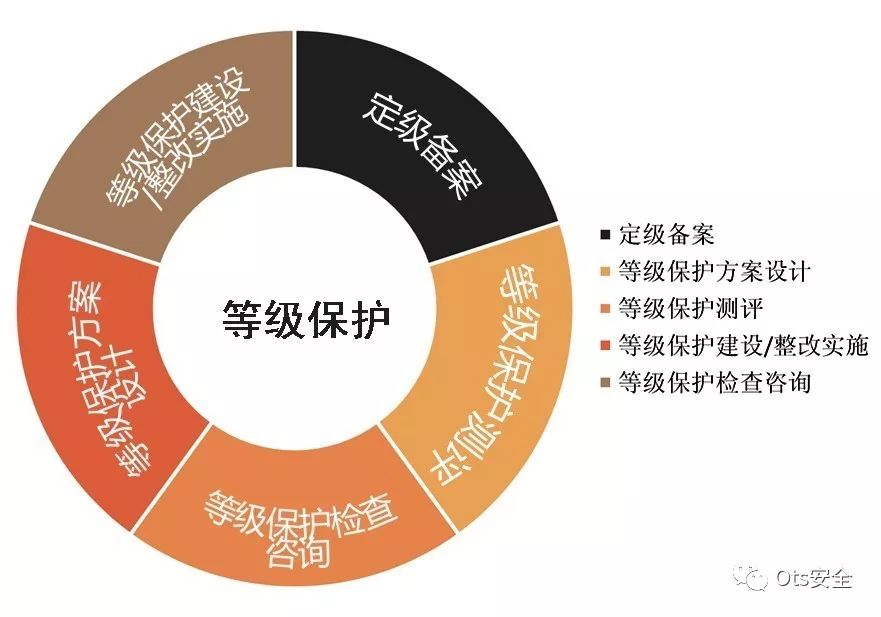 等级保护建设
/整改实施
定级备案
等级保护测评
等级保护检查
咨询
等级保护方案
设计
等级保护
定级备案
等级保护方案设计
等级保护测评
等级保护建设/整改实施
等级保护检查咨询
Ots安全